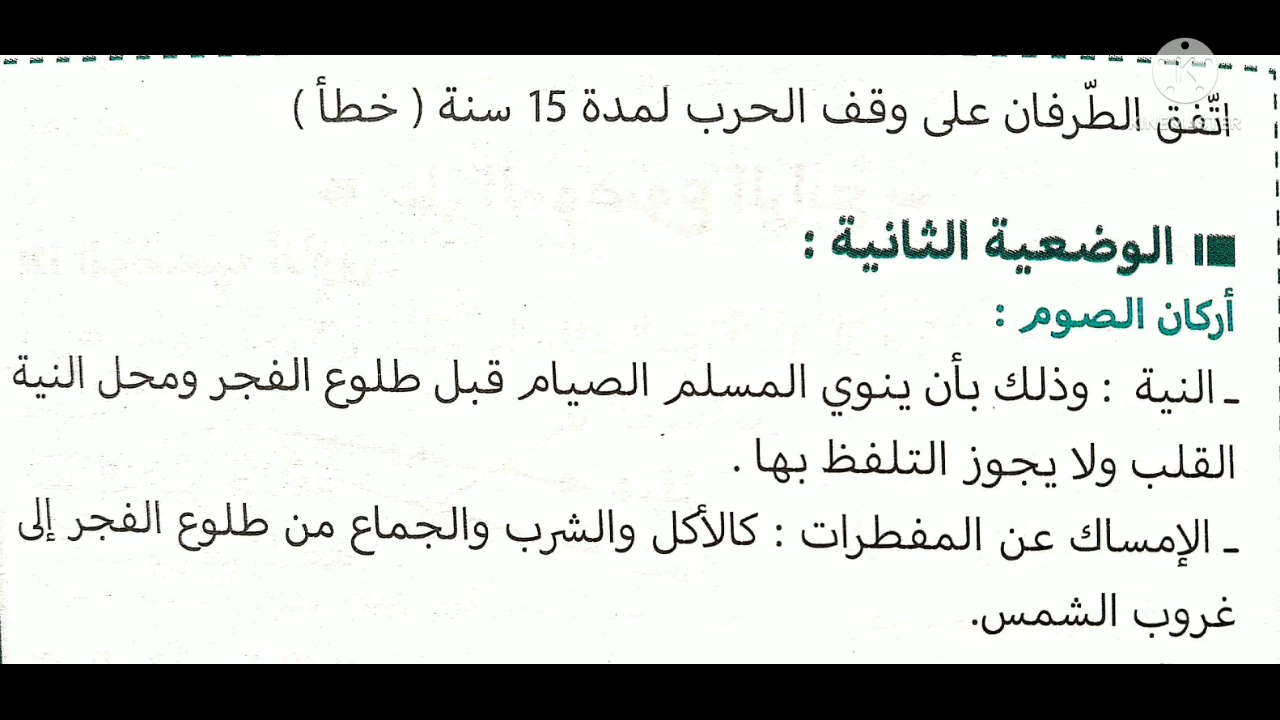 اتّفق الطّرفان على وقف الحرب لمدة 15 سنة ( خطأ )
الوضعية الثانية :
أركان الصوم :
ـ النية : وذلك بأن ينوي المسلم الصيام قبل طلوع الفجر ومحل النية
القلب ولا يجوز التلفظ بها .
ـ الإمساك عن المفطرات : كالأكل والشرب والجماع من طلوع الفجر إلى
غروب الشمس.
KINEMASTER